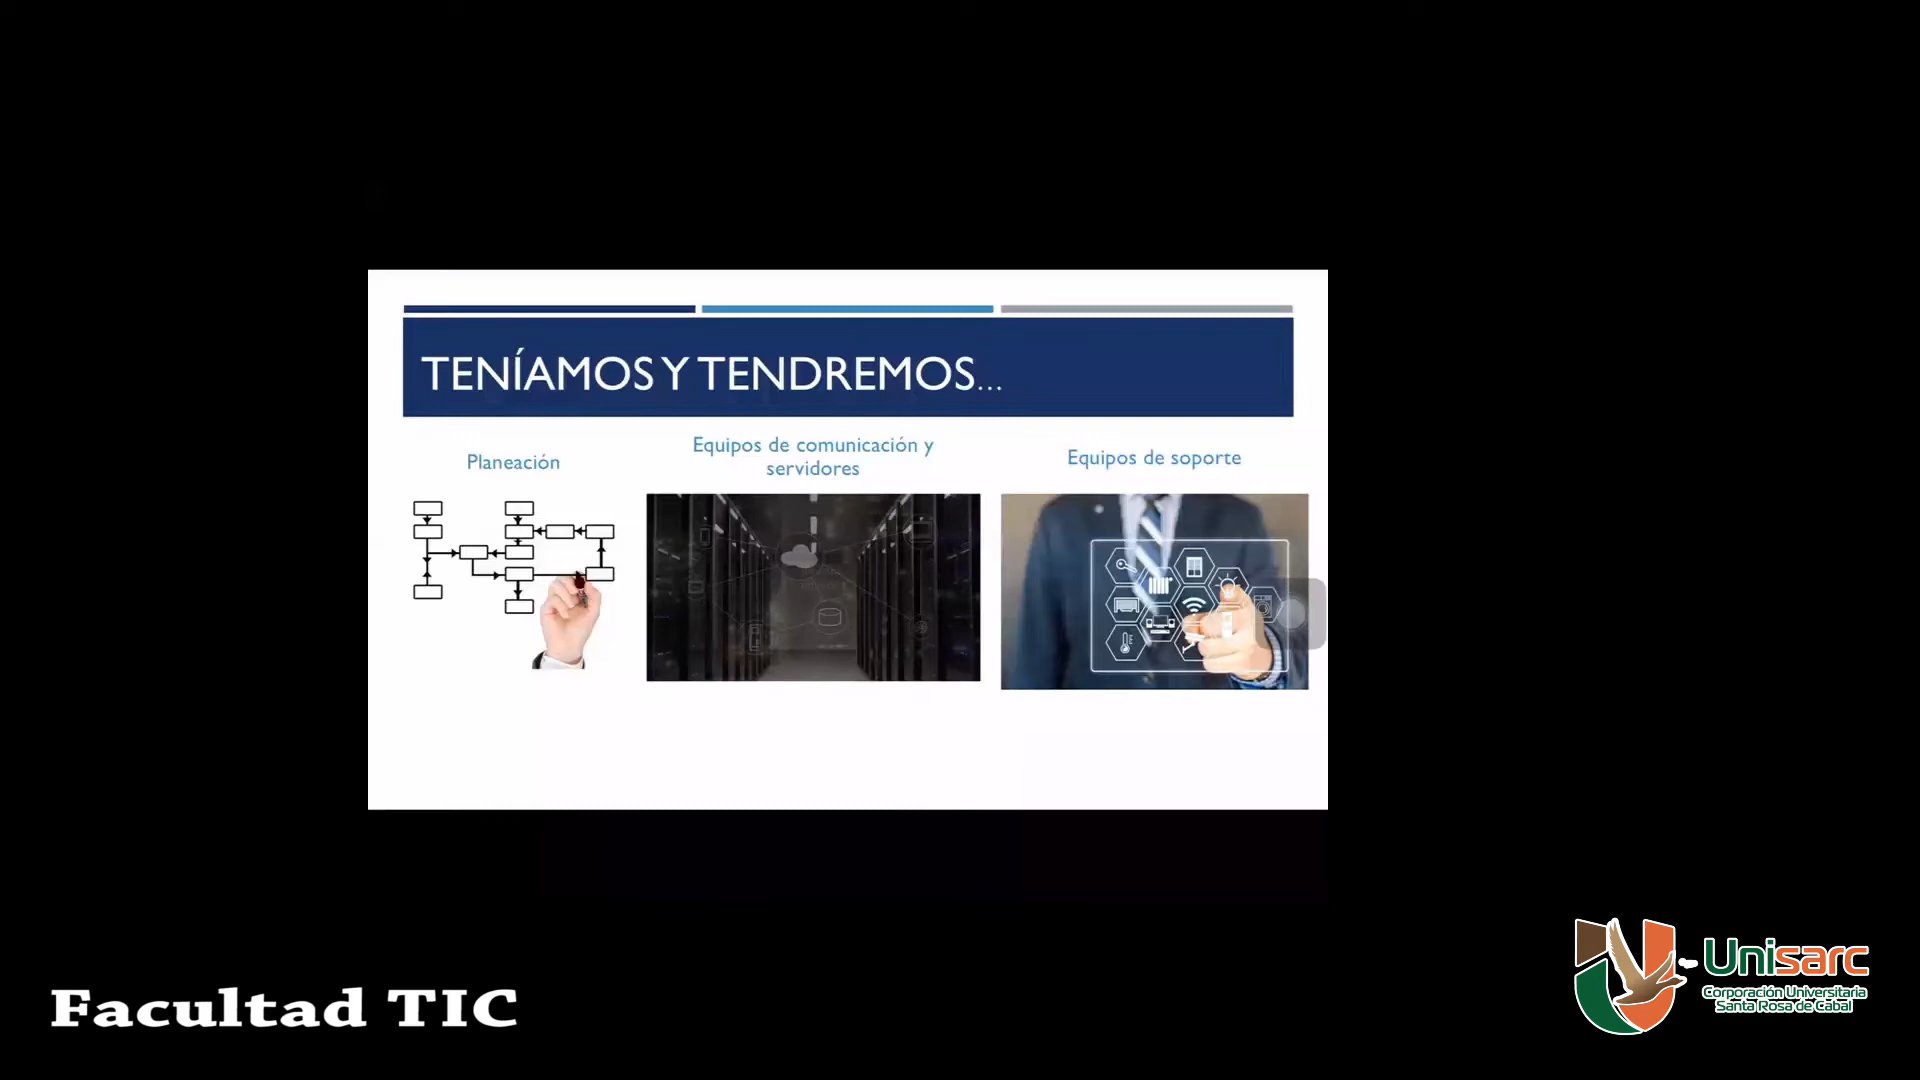 TENÍAMOS Y TENDREMOS...
Planeación
Equipos de comunicación y
servidores
Equipos de soporte
Facultad TIC
Unisarc
Corporación Universitaria
Santa Rosa de Cabal